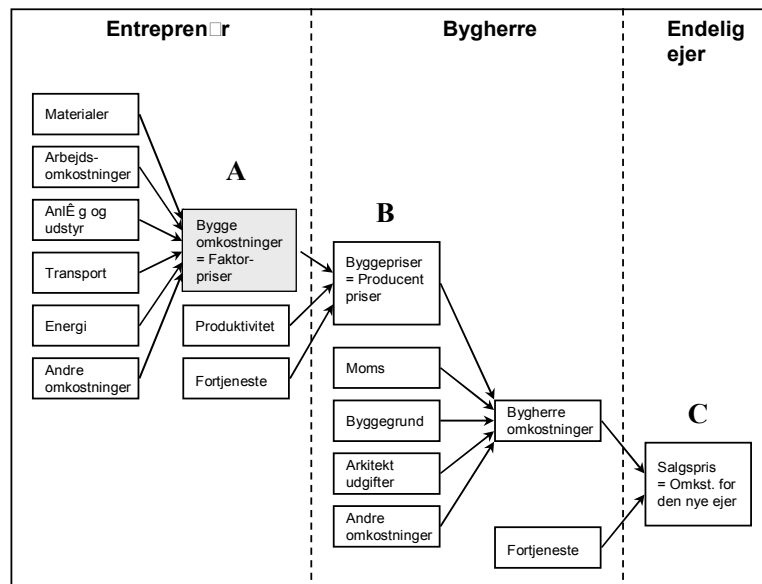 Entrepren□r
Bygherre
Endelig
ejer
Materialer
Arbejds-
omkostninger
AnlÊ g og
udstyr
Transport
Energi
Andre
omkostninger
A
Bygge
omkostninger
= Faktor-
priser
Produktivitet
Fortjeneste
B
Byggepriser
= Producent
priser
Moms
Byggegrund
Arkitekt
udgifter
Andre
omkostninger
Bygherre
omkostninger
Fortjeneste
C
Salgspris
= Omkst. for
den nye ejer